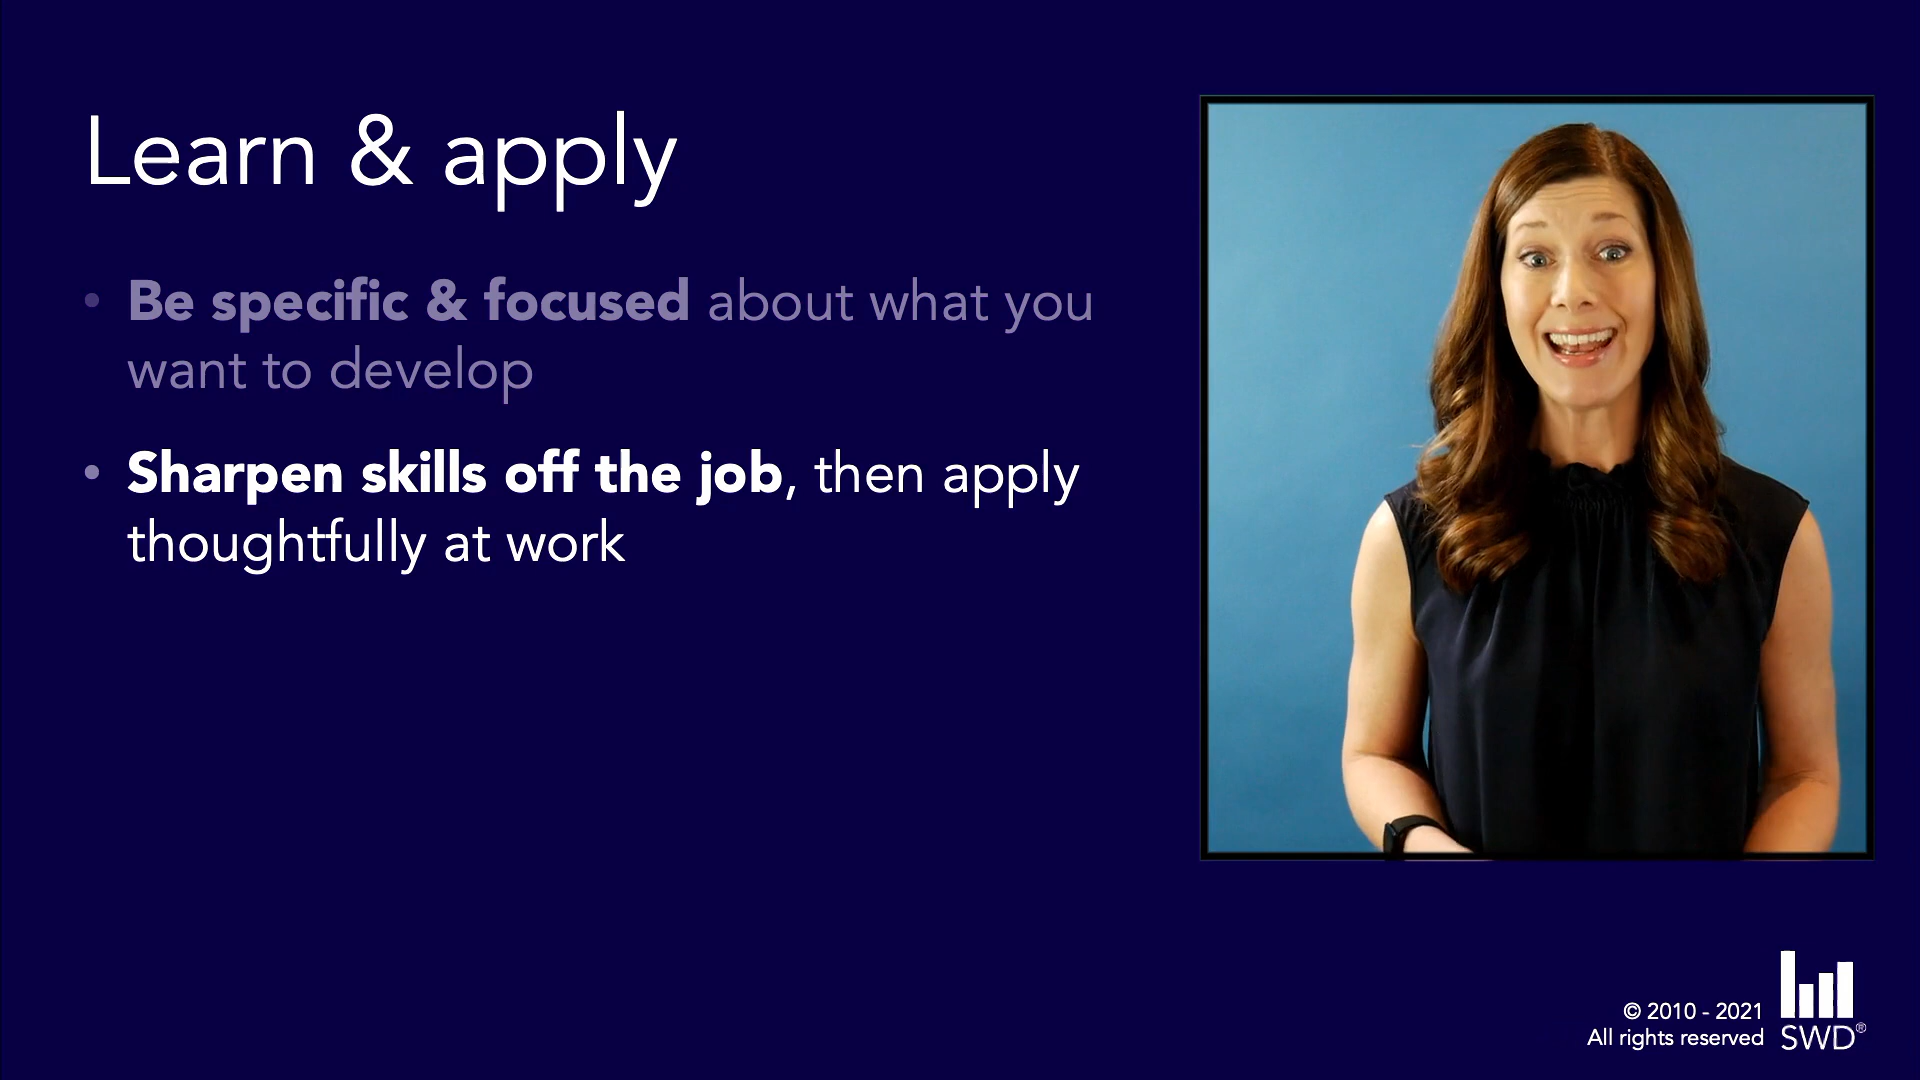 Learn & apply
• Be specific & focused about what you
want to develop
• Sharpen skills off the job, then apply
thoughtfully at work
© 2010 - 2021
All rights reserved
SWD®